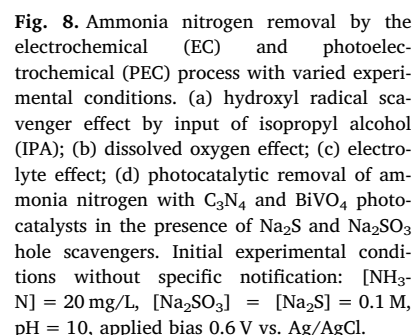 Fig. 8. Ammonia nitrogen removal by the
electrochemical (EC) and photoelec-
trochemical (PEC) process with varied experi-
mental conditions. (a) hydroxyl radical sca-
venger effect by input of isopropyl alcohol
(IPA); (b) dissolved oxygen effect; (c) electro-
lyte effect; (d) photocatalytic removal of am-
monia nitrogen with C₃N₄ and BiVO₄ photo-
catalysts in the presence of Na₂S and Na₂SO₃
hole scavengers. Initial experimental condi-
tions without specific notification: [NH₃-
N] = 20 mg/L, [Na₂SO₃] = [Na₂S] = 0.1 M,
pH = 10, applied bias 0.6 V vs. Ag/AgCl.